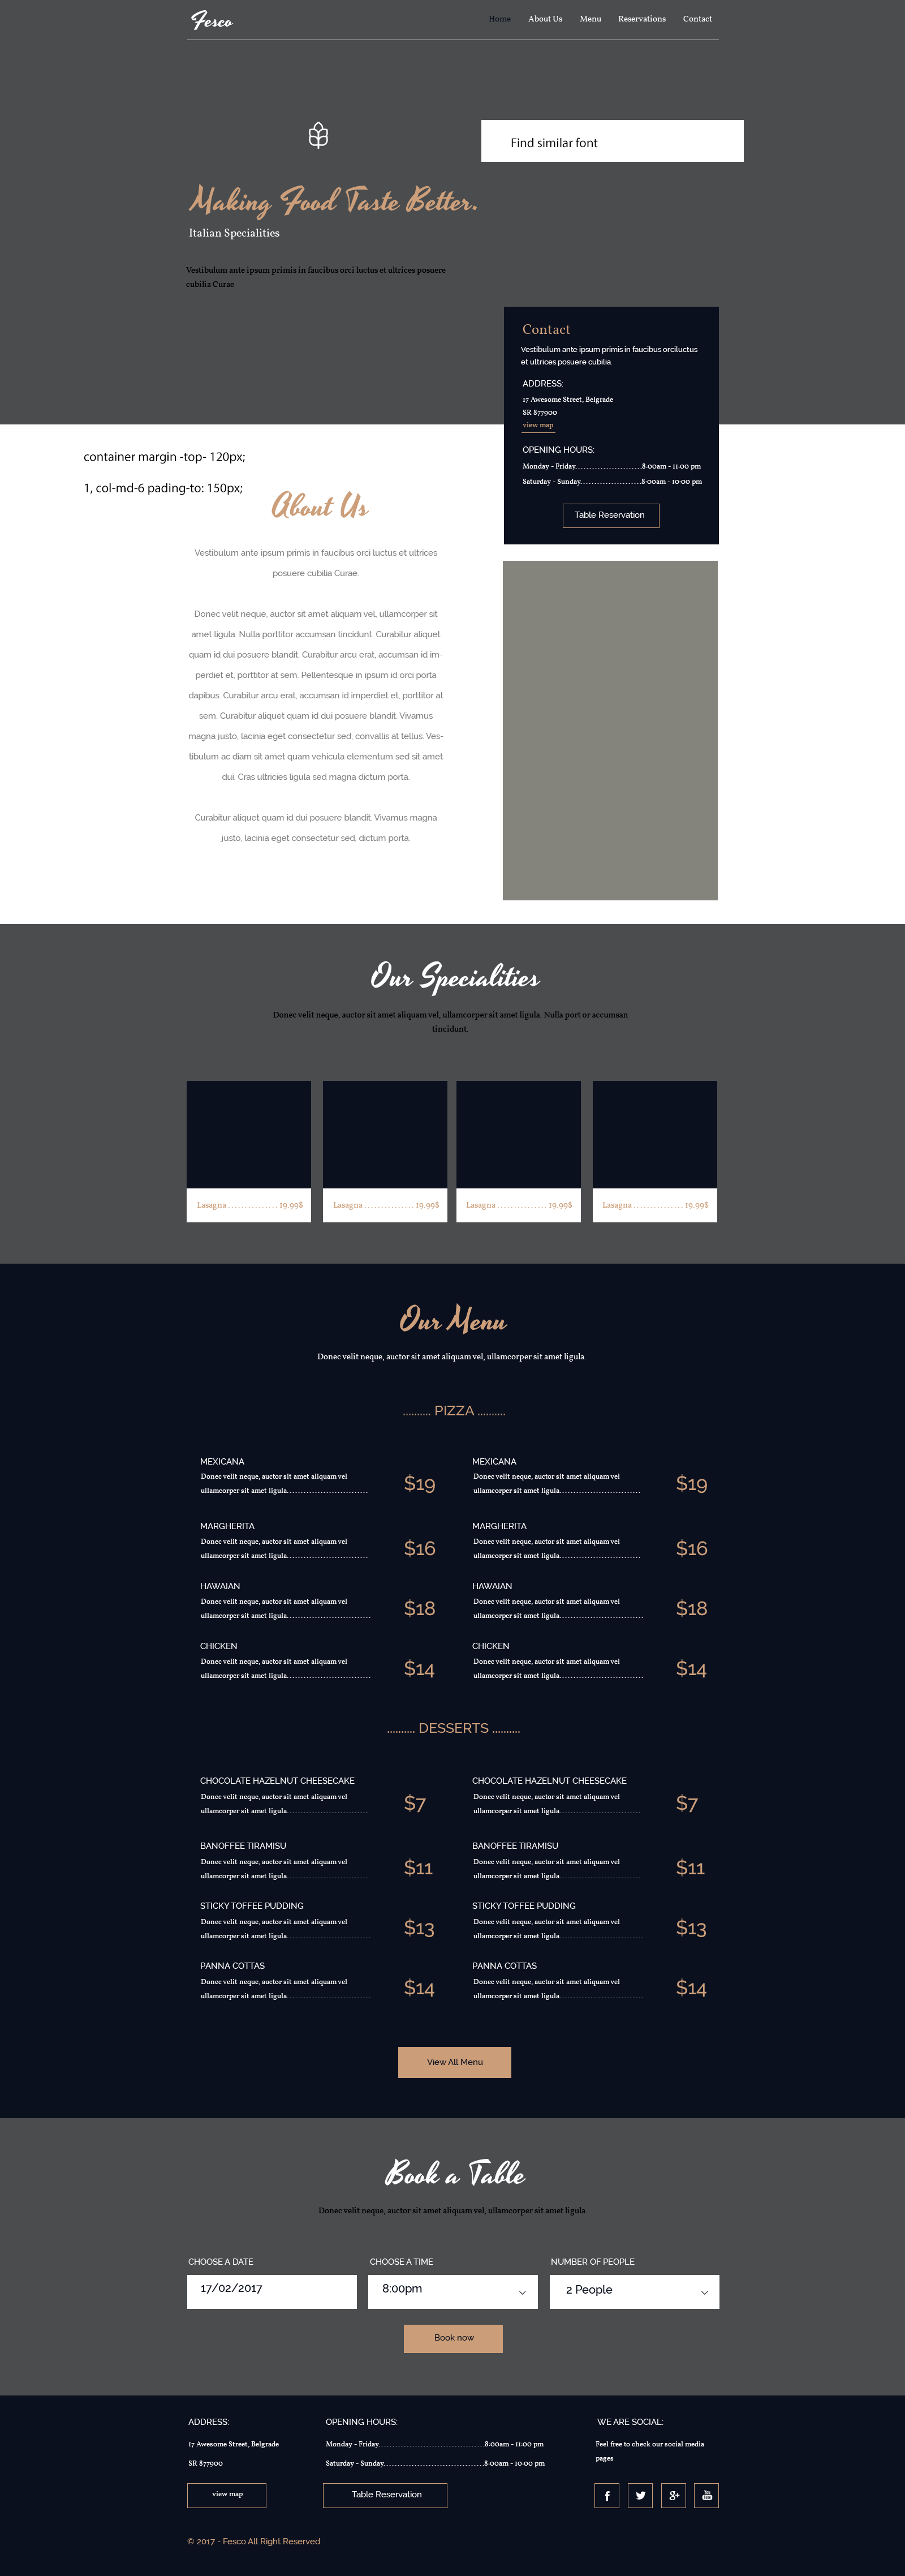 Fesco
Home About Us Menu Reservations Contact
Find similar font
Making Food Taste Better.
Italian Specialities
Vestibulum ante ipsum primis in faucibus orci luctus et ultrices posuere
cubilia Curae
Contact
Vestibulum ante ipsum primis in faucibus orciluctus
et ultrices posuere cubilia.
ADDRESS:
17 Awesome Street, Belgrade
SR 877900
view map
OPENING HOURS:
Monday - Friday........................8:00am - 11:00 pm
Saturday - Sunday......................8:00am - 10:00 pm
Table Reservation
container margin -top- 120px;
1, col-md-6 pading-to: 150px;
About Us
Vestibulum ante ipsum primis in faucibus orci luctus et ultrices
posuere cubilia Curae.
Donec velit neque, auctor sit amet aliquam vel, ullamcorper sit
amet ligula. Nulla porttitor accumsan tincidunt. Curabitur aliquet
quam id dui posuere blandit. Curabitur arcu erat, accumsan id im-
perdiet et, porttitor at sem. Pellentesque in ipsum id orci porta
dapibus. Curabitur arcu erat, accumsan id imperdiet et, porttitor at
sem. Curabitur aliquet quam id dui posuere blandit. Vivamus
magna justo, lacinia eget consectetur sed, convallis at tellus. Ves-
tibulum ac diam sit amet quam vehicula elementum sed sit amet
dui. Cras ultricies ligula sed magna dictum porta.
Curabitur aliquet quam id dui posuere blandit. Vivamus magna
justo, lacinia eget consectetur sed, dictum porta.
Our Specialities
Donec velit neque, auctor sit amet aliquam vel, ullamcorper sit amet ligula. Nulla port or accumsan
tincidunt.
Lasagna ............... 19.99$ Lasagna ............... 19.99$ Lasagna ............... 19.99$ Lasagna ............... 19.99$
Our Menu
Donec velit neque, auctor sit amet aliquam vel, ullamcorper sit amet ligula.
.......... PIZZA ..........
MEXICANA
Donec velit neque, auctor sit amet aliquam vel
ullamcorper sit amet ligula............................. $19
MEXICANA
Donec velit neque, auctor sit amet aliquam vel
ullamcorper sit amet ligula............................. $19
MARGHERITA
Donec velit neque, auctor sit amet aliquam vel
ullamcorper sit amet ligula............................. $16
MARGHERITA
Donec velit neque, auctor sit amet aliquam vel
ullamcorper sit amet ligula............................. $16
HAWAIAN
Donec velit neque, auctor sit amet aliquam vel
ullamcorper sit amet ligula.............................. $18
HAWAIAN
Donec velit neque, auctor sit amet aliquam vel
ullamcorper sit amet ligula.............................. $18
CHICKEN
Donec velit neque, auctor sit amet aliquam vel
ullamcorper sit amet ligula.............................. $14
CHICKEN
Donec velit neque, auctor sit amet aliquam vel
ullamcorper sit amet ligula.............................. $14
.......... DESSERTS ..........
CHOCOLATE HAZELNUT CHEESECAKE
Donec velit neque, auctor sit amet aliquam vel
ullamcorper sit amet ligula............................. $7
CHOCOLATE HAZELNUT CHEESECAKE
Donec velit neque, auctor sit amet aliquam vel
ullamcorper sit amet ligula............................. $7
BANOFFEE TIRAMISU
Donec velit neque, auctor sit amet aliquam vel
ullamcorper sit amet ligula............................. $11
BANOFFEE TIRAMISU
Donec velit neque, auctor sit amet aliquam vel
ullamcorper sit amet ligula............................. $11
STICKY TOFFEE PUDDING
Donec velit neque, auctor sit amet aliquam vel
ullamcorper sit amet ligula.............................. $13
STICKY TOFFEE PUDDING
Donec velit neque, auctor sit amet aliquam vel
ullamcorper sit amet ligula.............................. $13
PANNA COTTAS
Donec velit neque, auctor sit amet aliquam vel
ullamcorper sit amet ligula.............................. $14
PANNA COTTAS
Donec velit neque, auctor sit amet aliquam vel
ullamcorper sit amet ligula.............................. $14
View All Menu
Book a Table
Donec velit neque, auctor sit amet aliquam vel, ullamcorper sit amet ligula.
CHOOSE A DATE CHOOSE A TIME NUMBER OF PEOPLE
17/02/2017 8:00pm 2 People
Book now
ADDRESS:
17 Awesome Street, Belgrade
SR 877900
view map
OPENING HOURS:
Monday - Friday......................................8:00am - 11:00 pm
Saturday - Sunday....................................8:00am - 10:00 pm
Table Reservation
WE ARE SOCIAL:
Feel free to check our social media
pages
f g+ You Tube
© 2017 - Fesco All Right Reserved